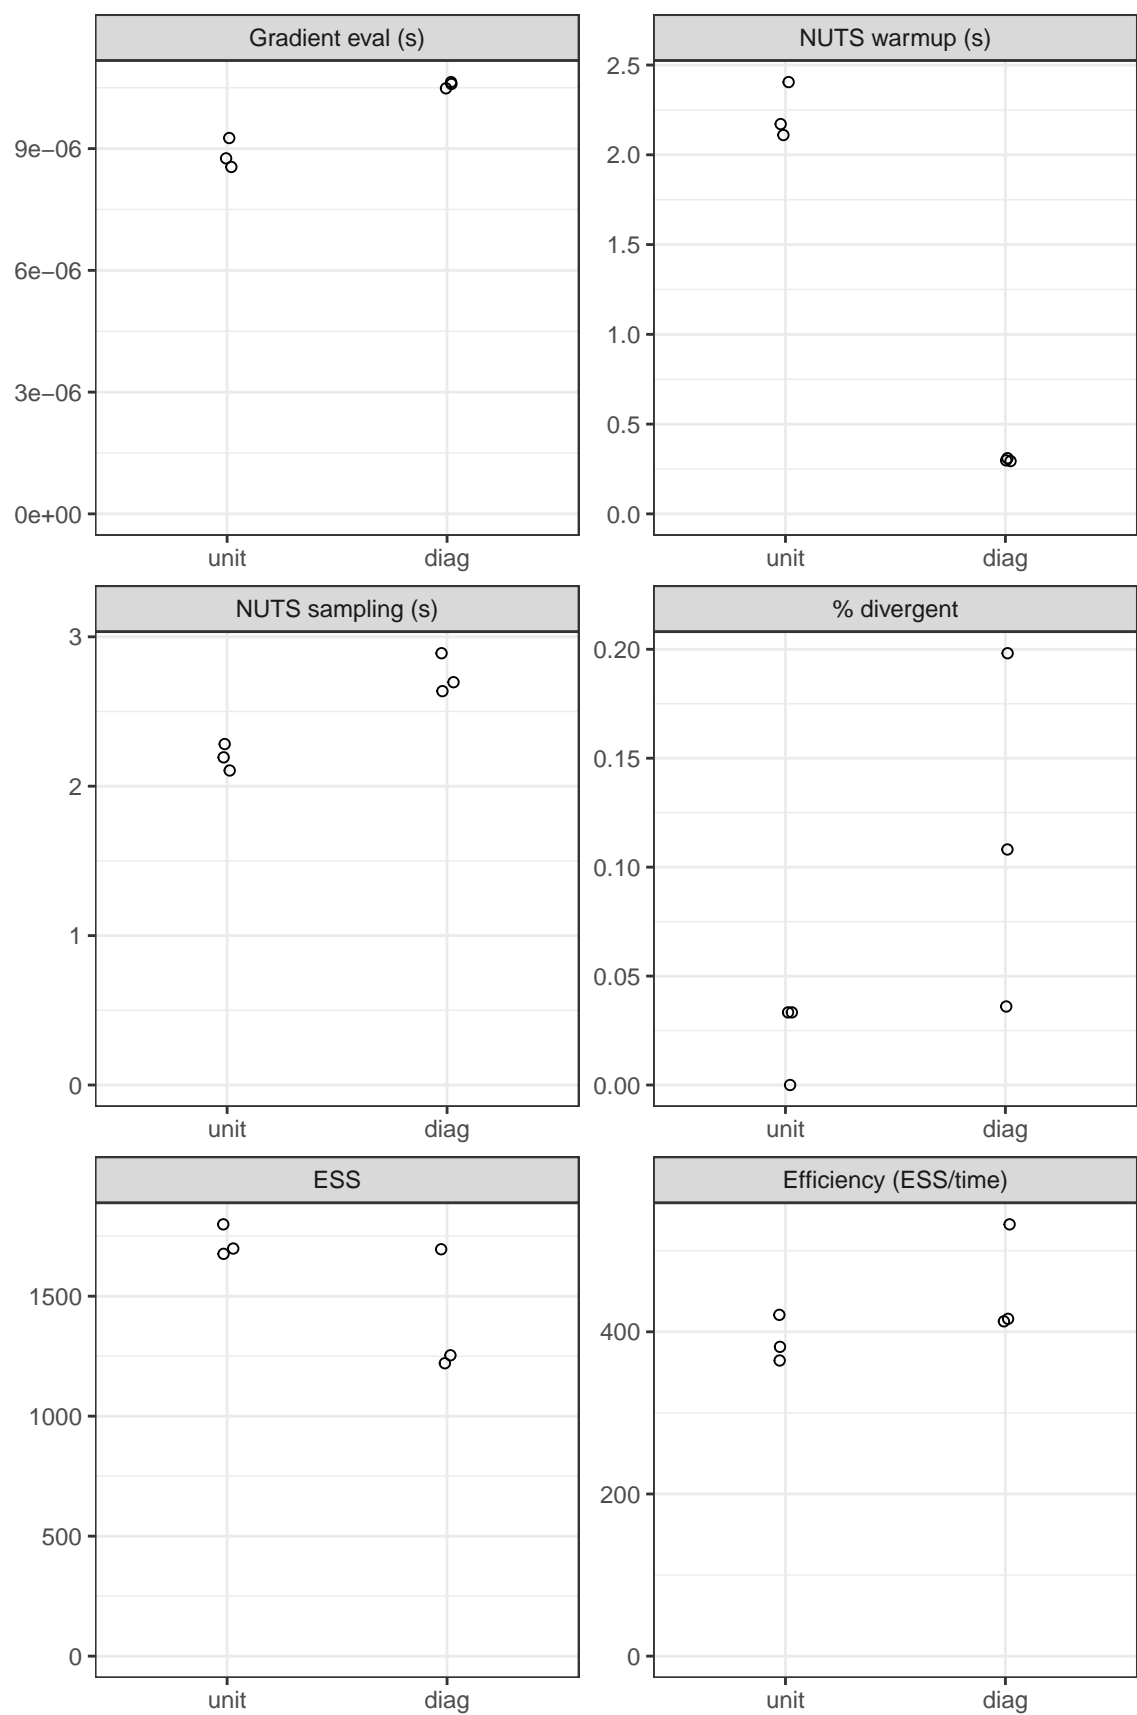 Gradient eval (s)
9e−06
6e−06
3e−06
0e+00
unit diag
NUTS warmup (s)
2.5
2.0
1.5
1.0
0.5
0.0
unit diag
NUTS sampling (s)
3
2
1
0
unit diag
% divergent
0.20
0.15
0.10
0.05
0.00
unit diag
ESS
1500
1000
500
0
unit diag
Efficiency (ESS/time)
400
200
0
unit diag